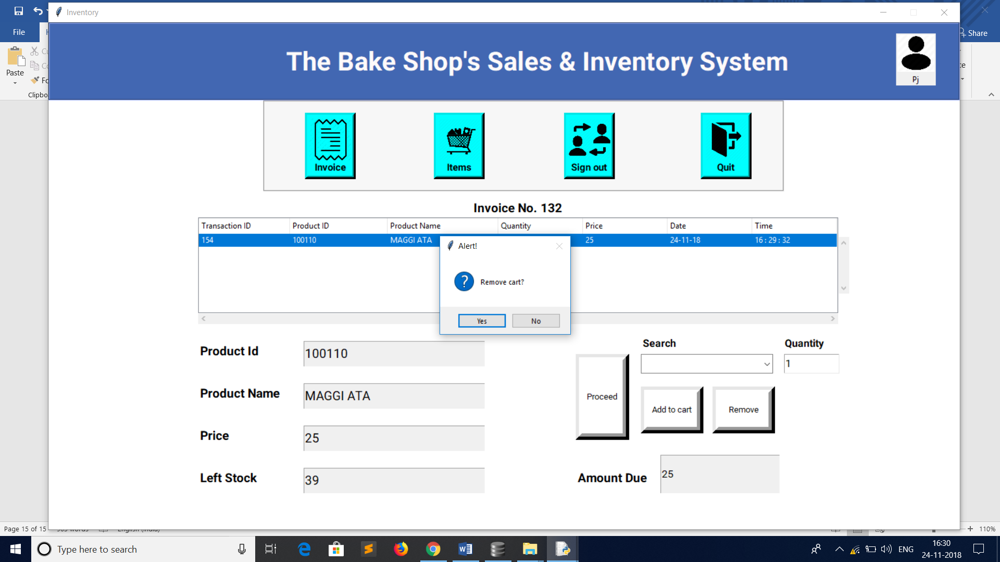 Inventory
File
Share
The Bake Shop's Sales & Inventory System
Pj
Paste
Clipbo
Invoice
Items
Sign out
Quit
Invoice No. 132
Transaction ID Product ID Product Name Quantity Price Date Time
154 100110 MAGGI ATA 25 24-11-18 16 : 29 : 32
Alert!
Remove cart?
Yes No
Product Id 100110
Product Name MAGGI ATA
Price 25
Left Stock 39
Search Quantity
1
Proceed
Add to cart
Remove
Amount Due 25
Page 15 of 15
110%
Type here to search
ENG
16:30
24-11-2018